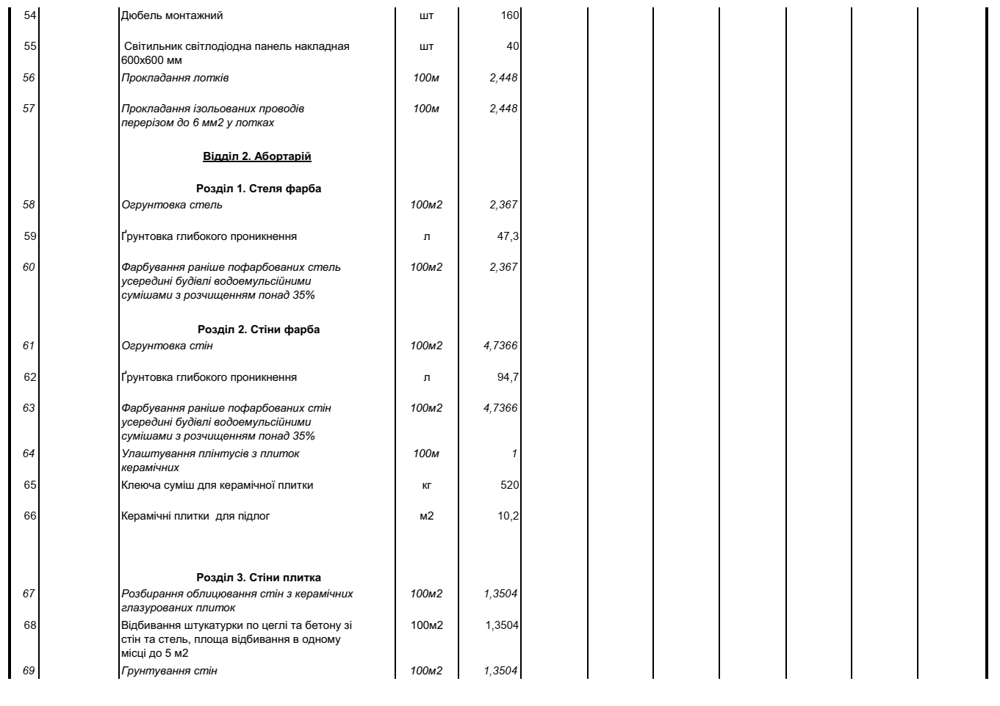 54 Дюбель монтажний шт 160
55 Світильник світлодіодна панель накладная шт 40
600х600 мм
56 Прокладання лотків 100м 2,448
57 Прокладання ізольованих проводів 100м 2,448
перерізом до 6 мм2 у лотках
Відділ 2. Абортарій
Розділ 1. Стеля фарба
58 Огрунтовка стель 100м2 2,367
59 Ґрунтовка глибокого проникнення л 47,3
60 Фарбування раніше пофарбованих стель 100м2 2,367
усередині будівлі водоемульсійними
сумішами з розчищенням понад 35%
Розділ 2. Стіни фарба
61 Огрунтовка стін 100м2 4,7366
62 Ґрунтовка глибокого проникнення л 94,7
63 Фарбування раніше пофарбованих стін 100м2 4,7366
усередині будівлі водоемульсійними
сумішами з розчищенням понад 35%
64 Улаштування плінтусів з плиток 100м 1
керамічних
65 Клеюча суміш для керамічної плитки кг 520
66 Керамічні плитки  для підлог м2 10,2
Розділ 3. Стіни плитка
67 Розбирання облицювання стін з керамічних 100м2 1,3504
глазурованих плиток
68 Відбивання штукатурки по цеглі та бетону зі 100м2 1,3504
стін та стель, площа відбивання в одному
місці до 5 м2
69 Грунтування стін 100м2 1,3504